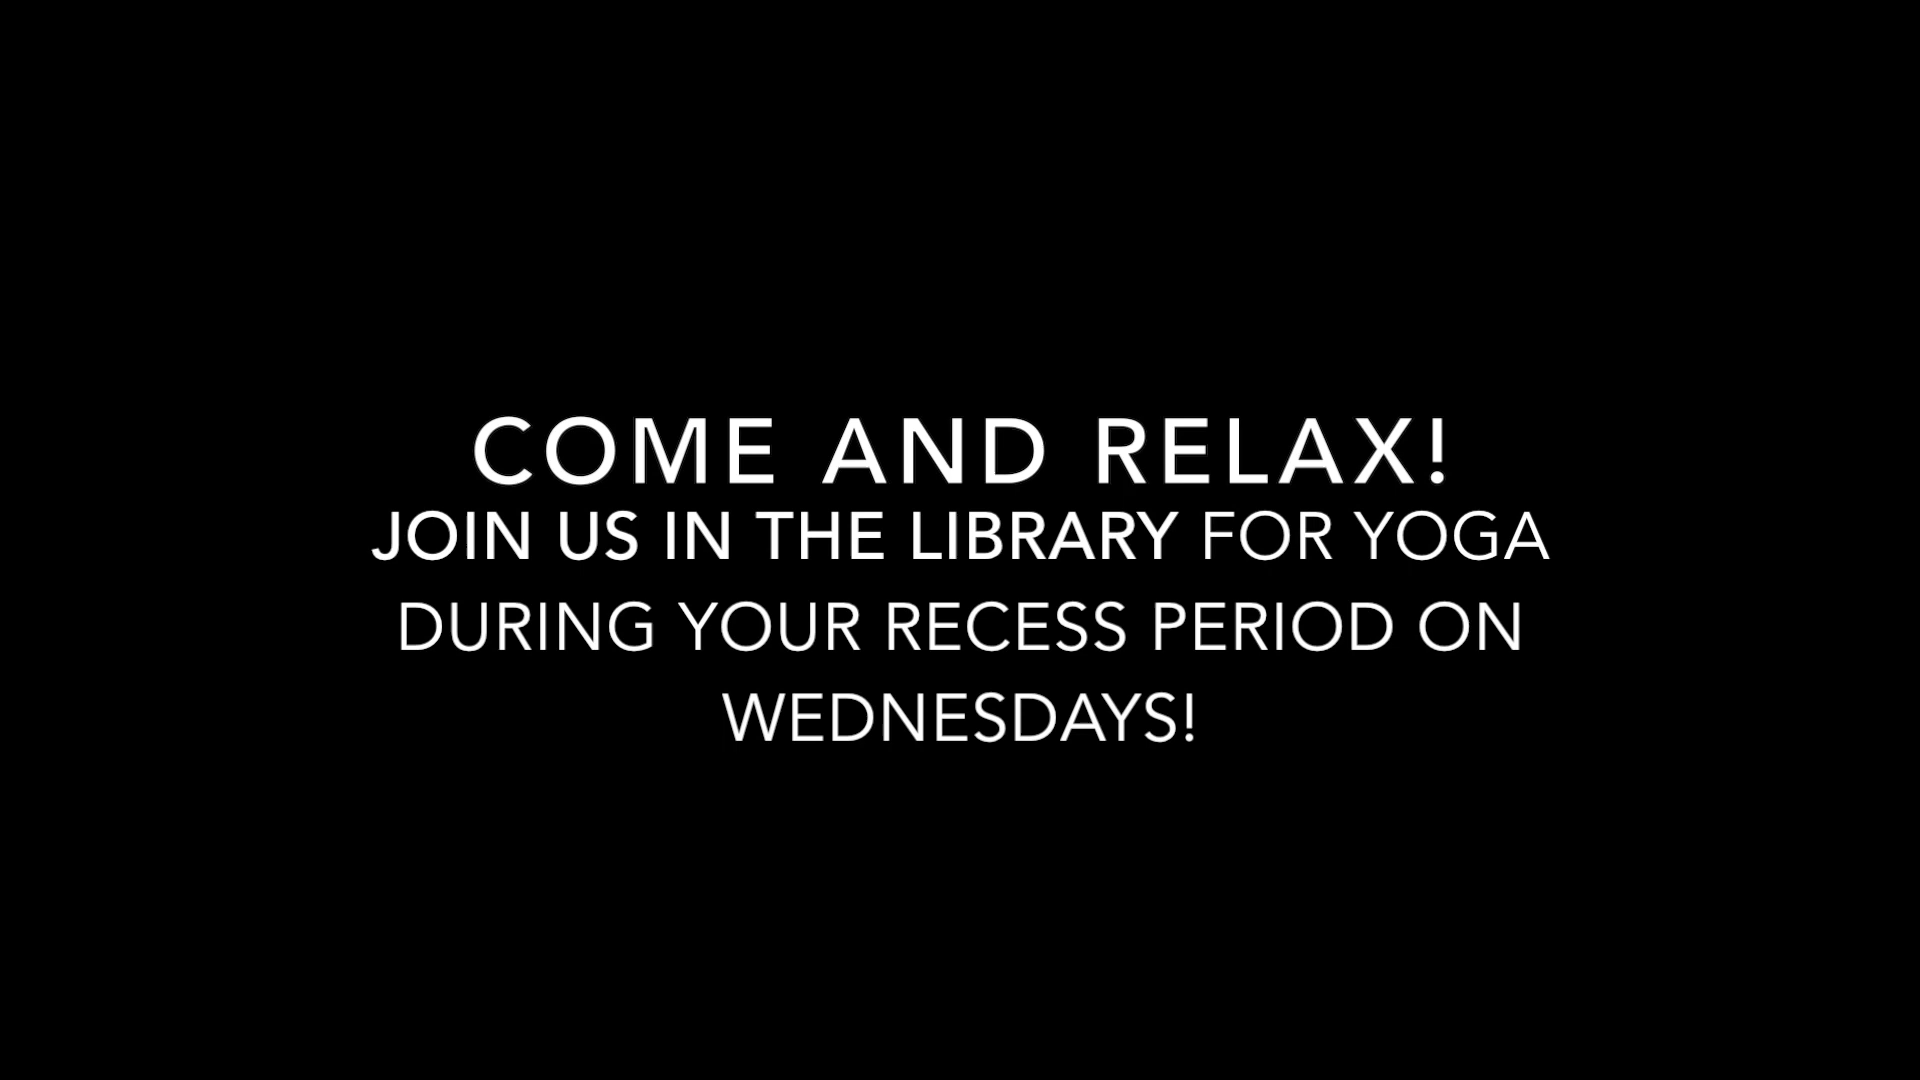 COME AND RELAX!
JOIN US IN THE LIBRARY FOR YOGA
DURING YOUR RECESS PERIOD ON
WEDNESDAYS!